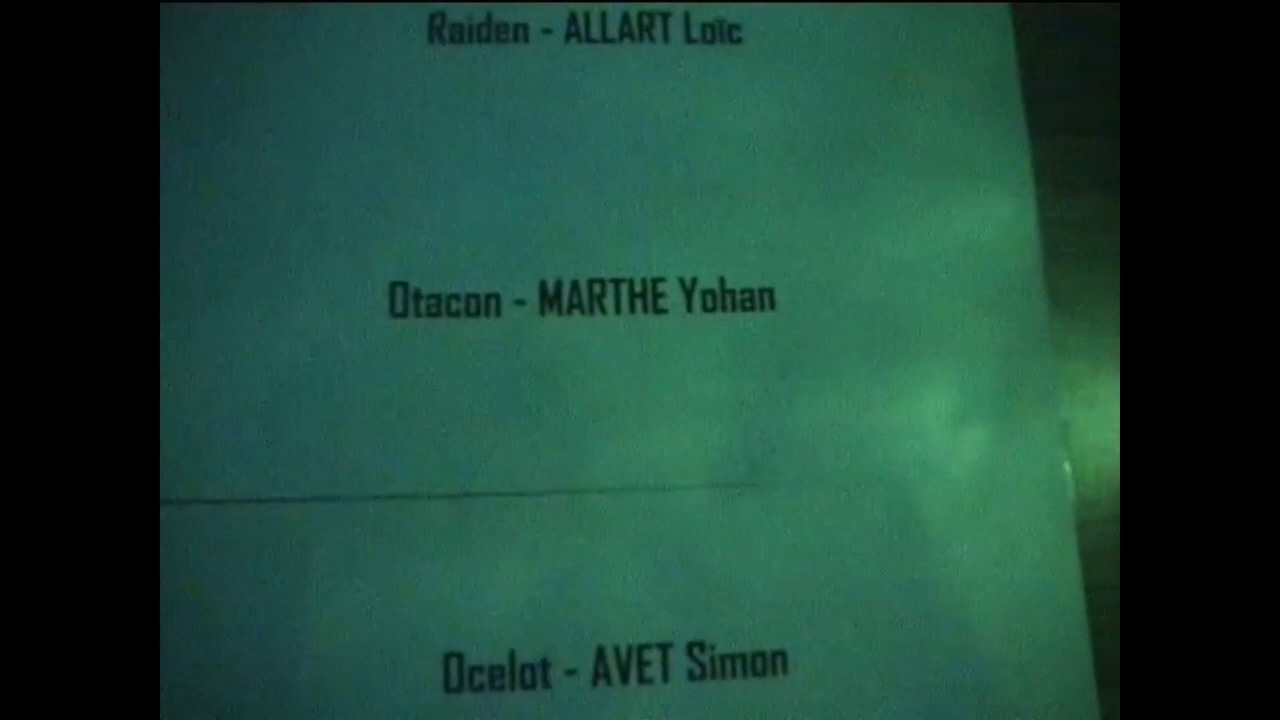 Raiden - ALLART Loïc
Otacon - MARTHE Yohan
Ocelot - AVET Simon